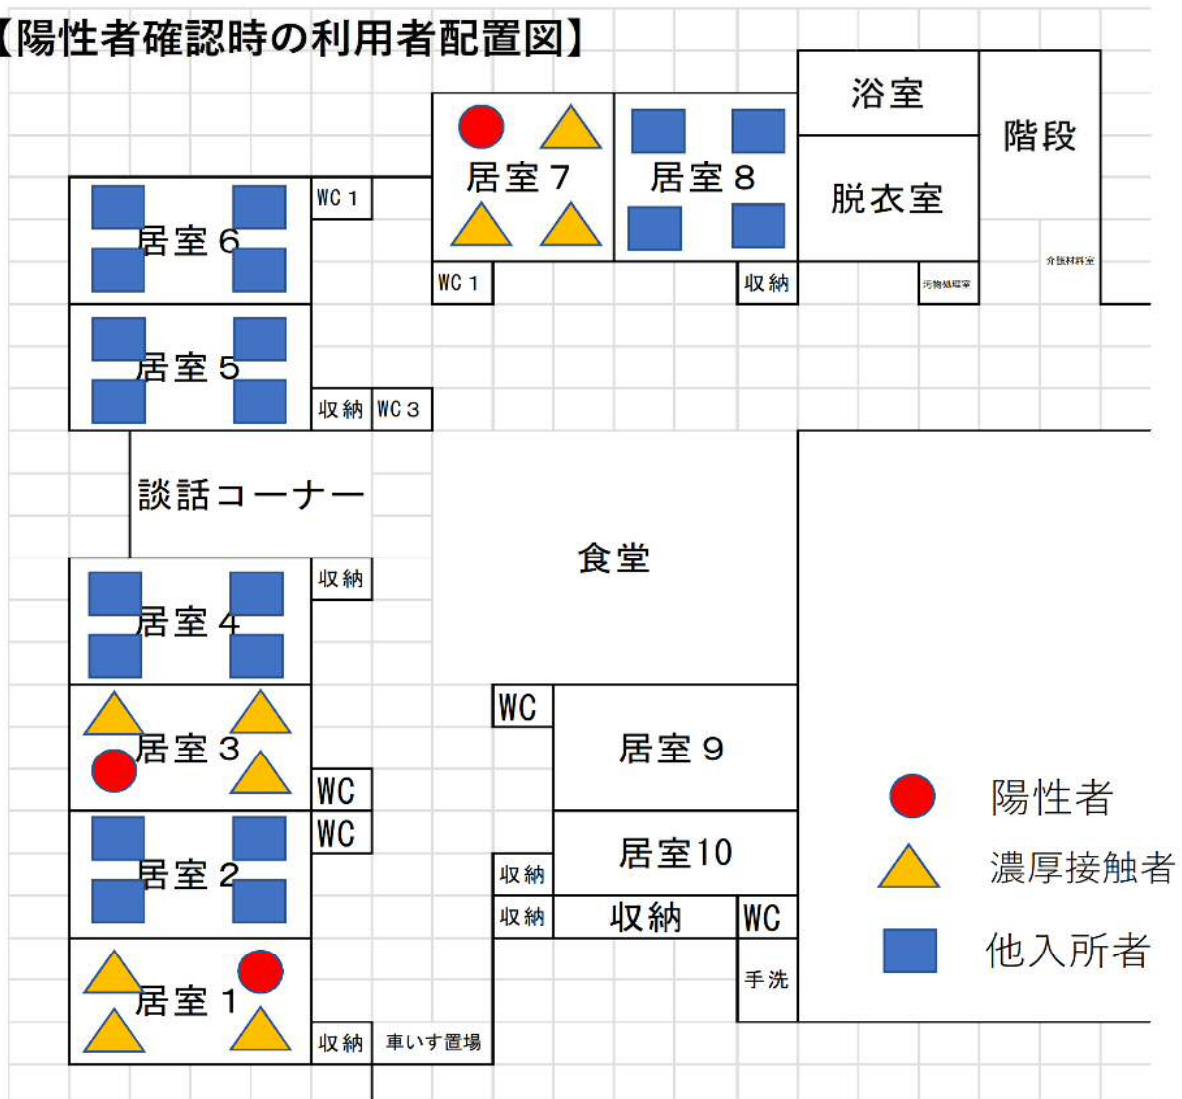 【陽性者確認時の利用者配置図】
浴室
階段
居室7
居室8
脱衣室
WC1
居室6
WC1
収納
汚物処理室
介護材料室
居室5
収納
WC3
談話コーナー
食堂
収納
居室4
WC
居室3
居室9
WC
陽性者
WC
居室2
居室10
収納
濃厚接触者
収納
収納
WC
他入所者
手洗
居室1
収納
車いす置場